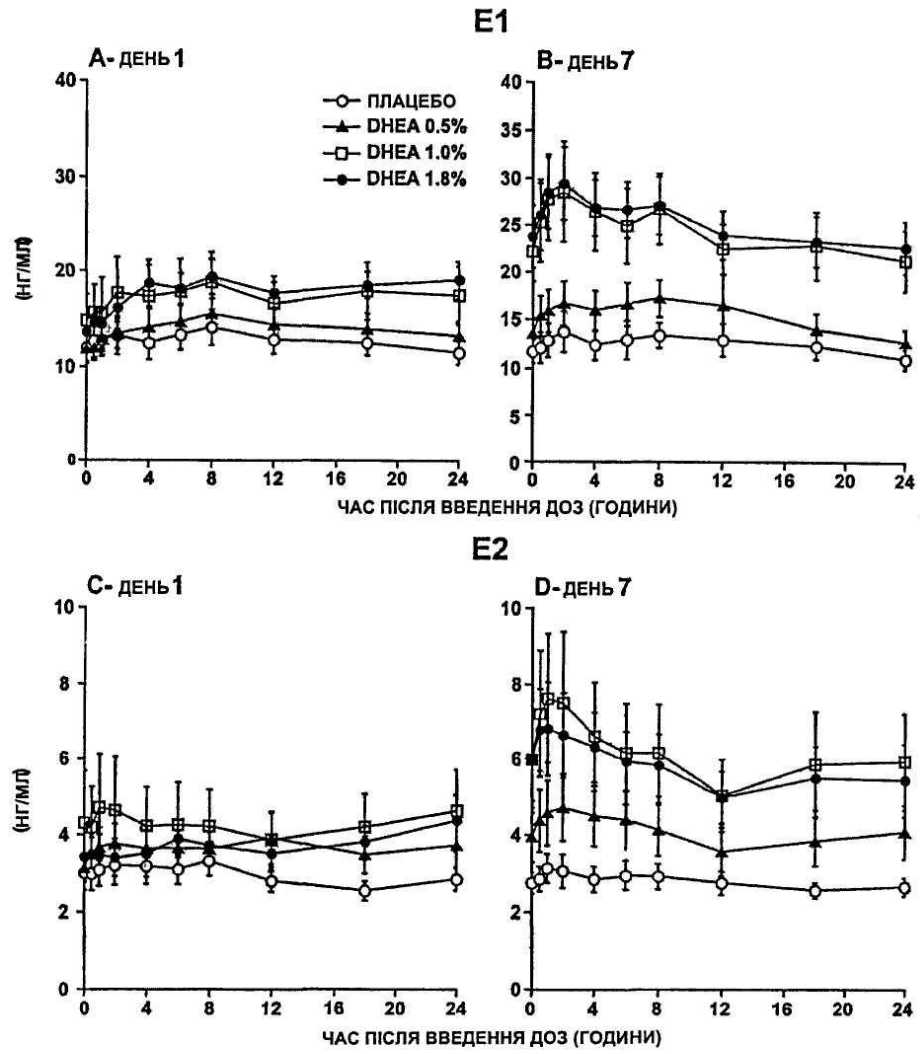 E1
A- ДЕНЬ 1
B- ДЕНЬ 7
ПЛАЦЕБО
DHEA 0.5%
DHEA 1.0%
DHEA 1.8%
(НГ/МЛ)
40
30
20
10
0
40
35
30
25
20
15
10
5
0
0 4 8 12 16 20 24
0 4 8 12 16 20 24
ЧАС ПІСЛЯ ВВЕДЕННЯ ДОЗ (ГОДИНИ)
E2
C- ДЕНЬ 1
D- ДЕНЬ 7
(НГ/МЛ)
10
8
6
4
2
0
10
8
6
4
2
0
0 4 8 12 16 20 24
0 4 8 12 16 20 24
ЧАС ПІСЛЯ ВВЕДЕННЯ ДОЗ (ГОДИНИ)